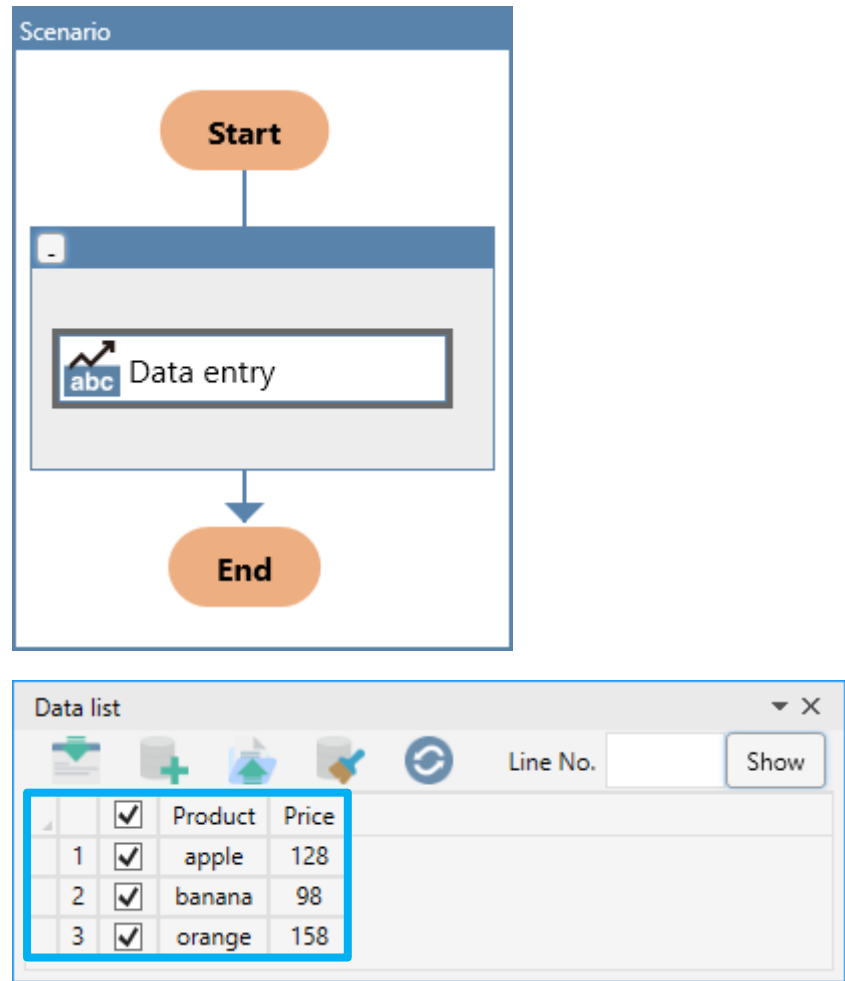 Scenario
Start
-
abc Data entry
End
Data list
Line No. Show
Product Price
1 apple 128
2 banana 98
3 orange 158